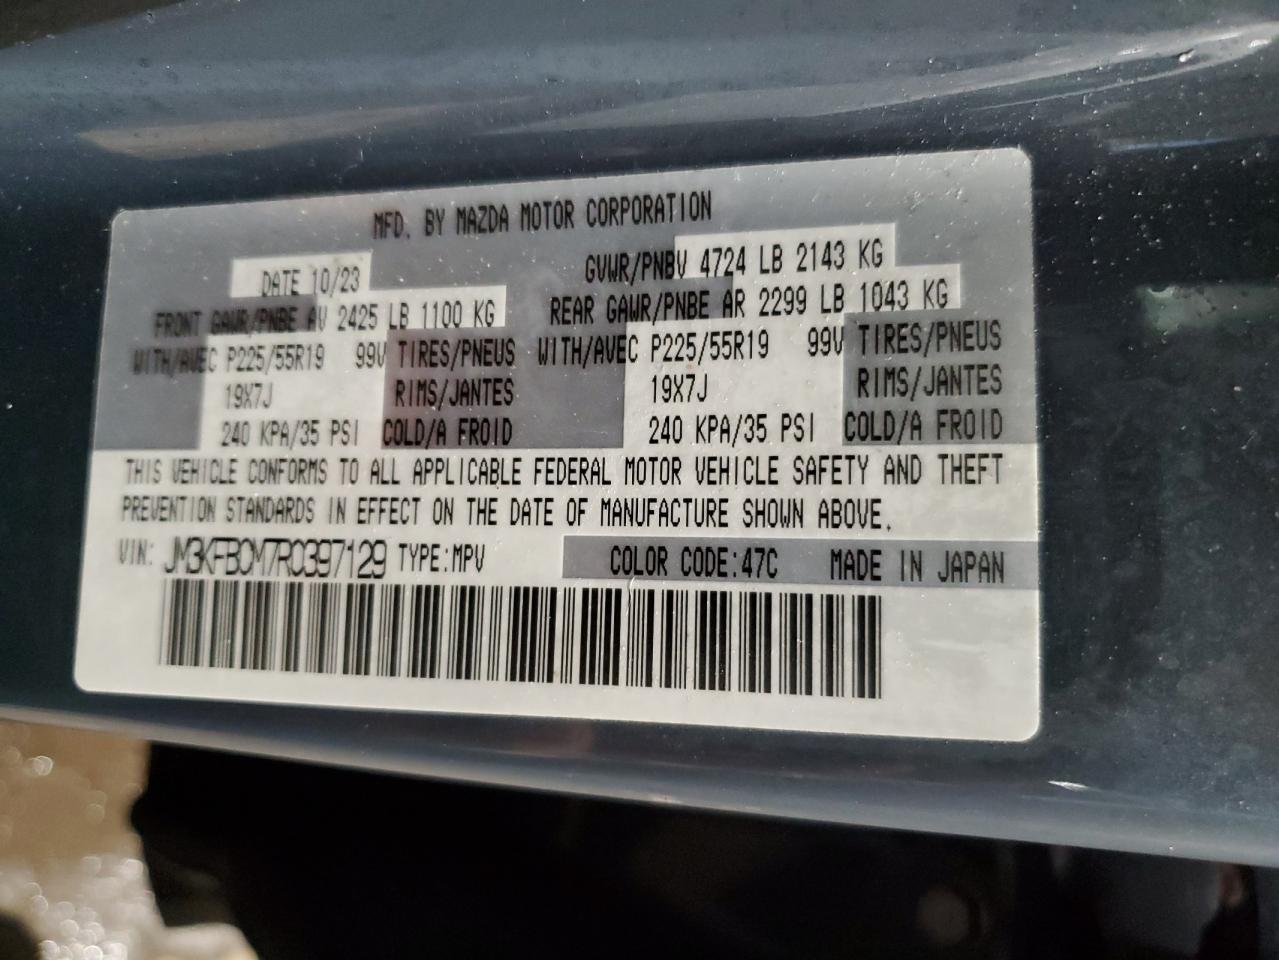 MFD. BY MAZDA MOTOR CORPORATION
DATE 10/23 GVWR/PNBV 4724 LB 2143 KG
FRONT GAWR/PNBE AV 2425 LB 1100 KG REAR GAWR/PNBE AR 2299 LB 1043 KG
WITH/AVEC P225/55R19 99V TIRES/PNEUS WITH/AVEC P225/55R19 99V TIRES/PNEUS
19X7J RIMS/JANTES 19X7J RIMS/JANTES
240 KPA/35 PSI COLD/A FROID 240 KPA/35 PSI COLD/A FROID
THIS VEHICLE CONFORMS TO ALL APPLICABLE FEDERAL MOTOR VEHICLE SAFETY AND THEFT
PREVENTION STANDARDS IN EFFECT ON THE DATE OF MANUFACTURE SHOWN ABOVE.
VIN: JM3KFBCM7R0397129 TYPE:MPV COLOR CODE:47C MADE IN JAPAN